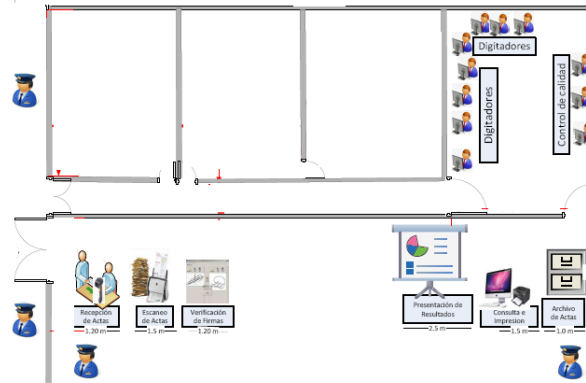 Digitadores
Digitadores
Control de calidad
Recepción
de Actas
1.20 m
Escaneo
de Actas
1.5 m
Verificación
de Firmas
1.20 m
Presentación de
Resultados
2.5 m
Consulta e
Impresion
1.5 m
Archivo
de Actas
1.0 m